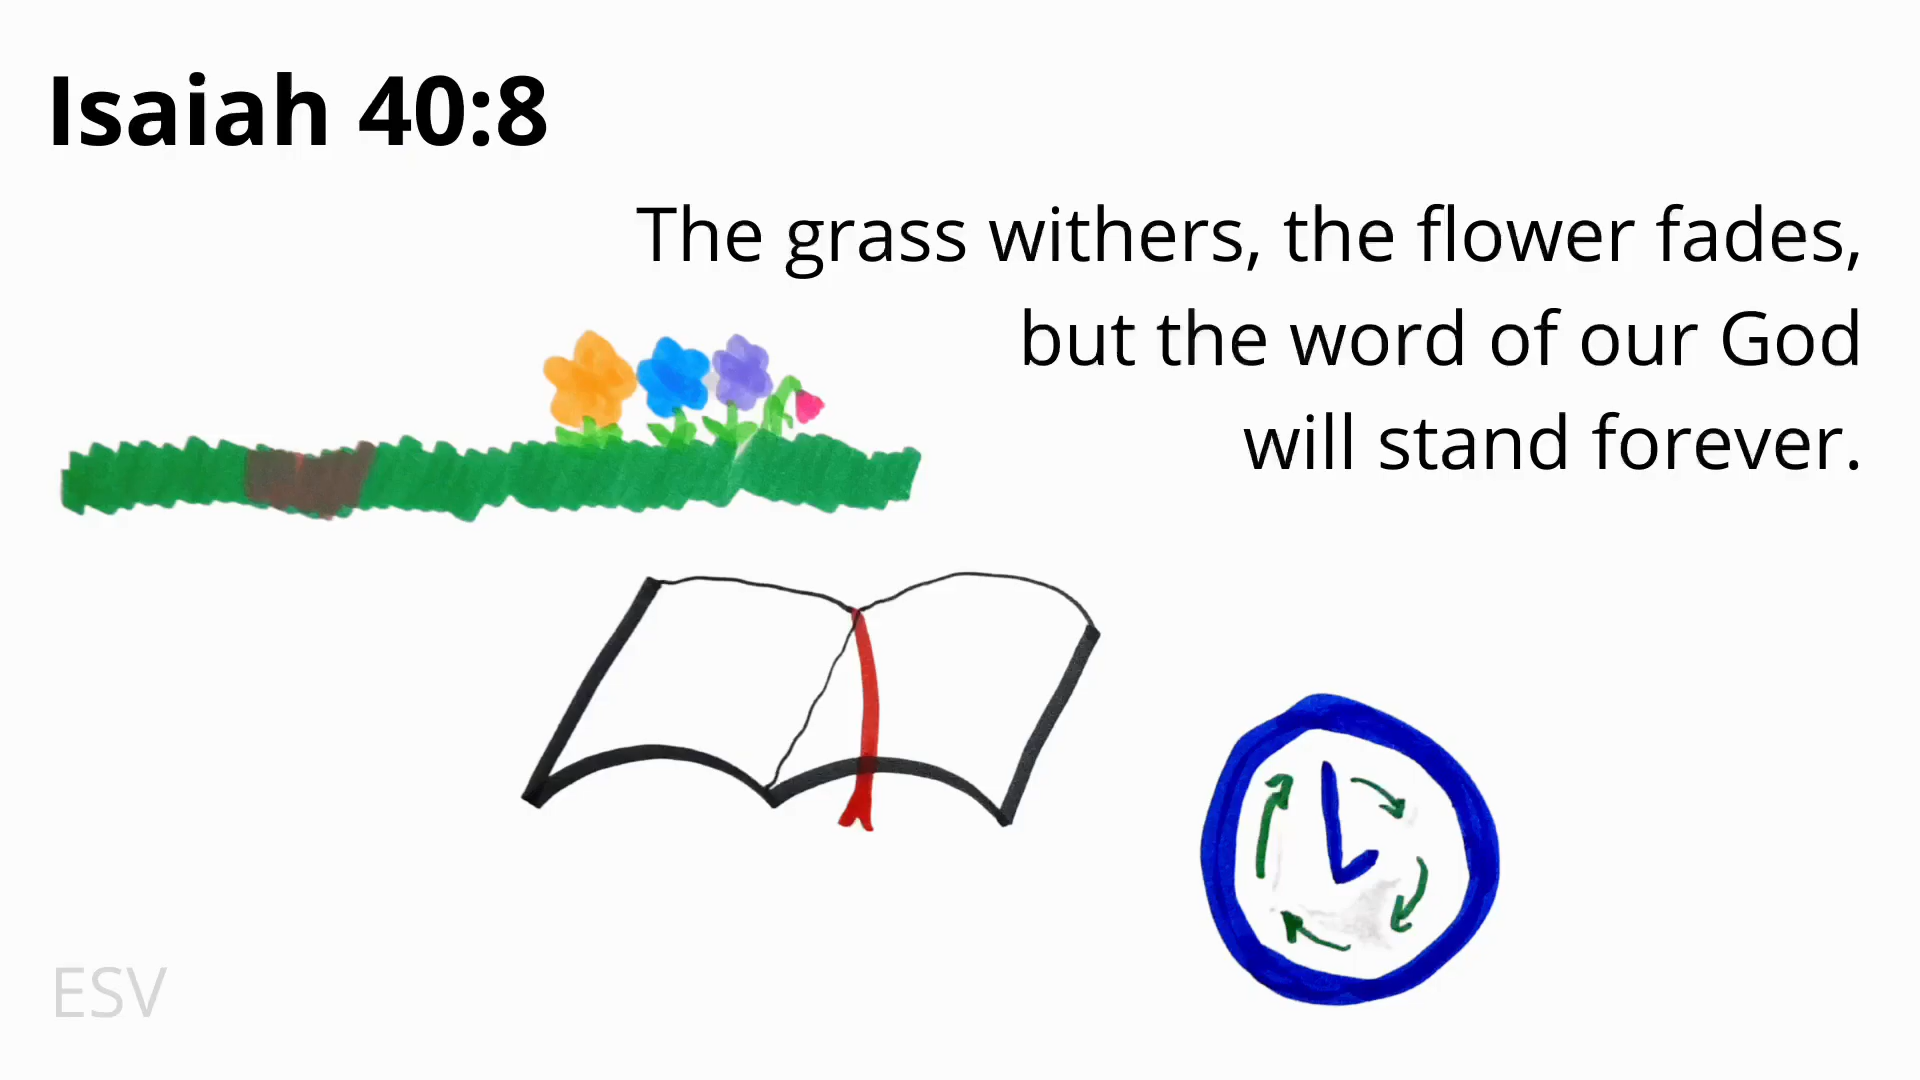 Isaiah 40:8
The grass withers, the flower fades,
but the word of our God
will stand forever.
ESV